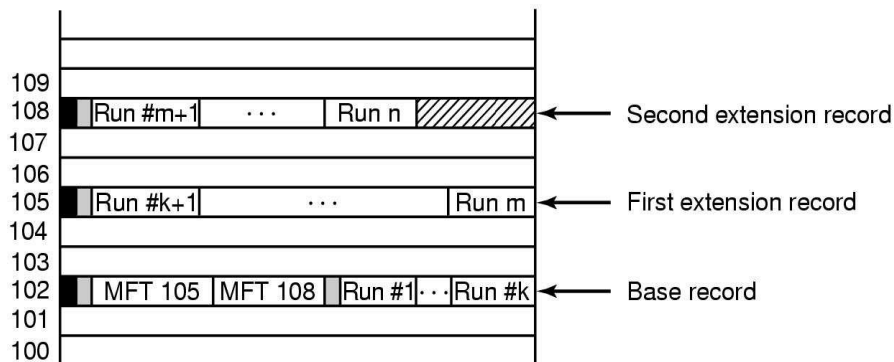 109
108 Run #m+1 ... Run n Second extension record
107
106
105 Run #k+1 ... Run m First extension record
104
103
102 MFT 105 MFT 108 Run #1 ... Run #k Base record
101
100